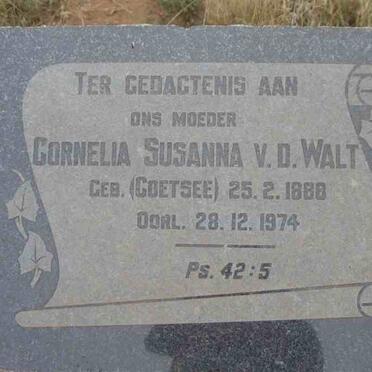 TER GEDAGTENIS AAN
ONS MOEDER
CORNELIA SUSANNA V. D. WALT
GEB. (COETSEE) 25. 2. 1888
OORL. 28. 12. 1974
PS. 42:5